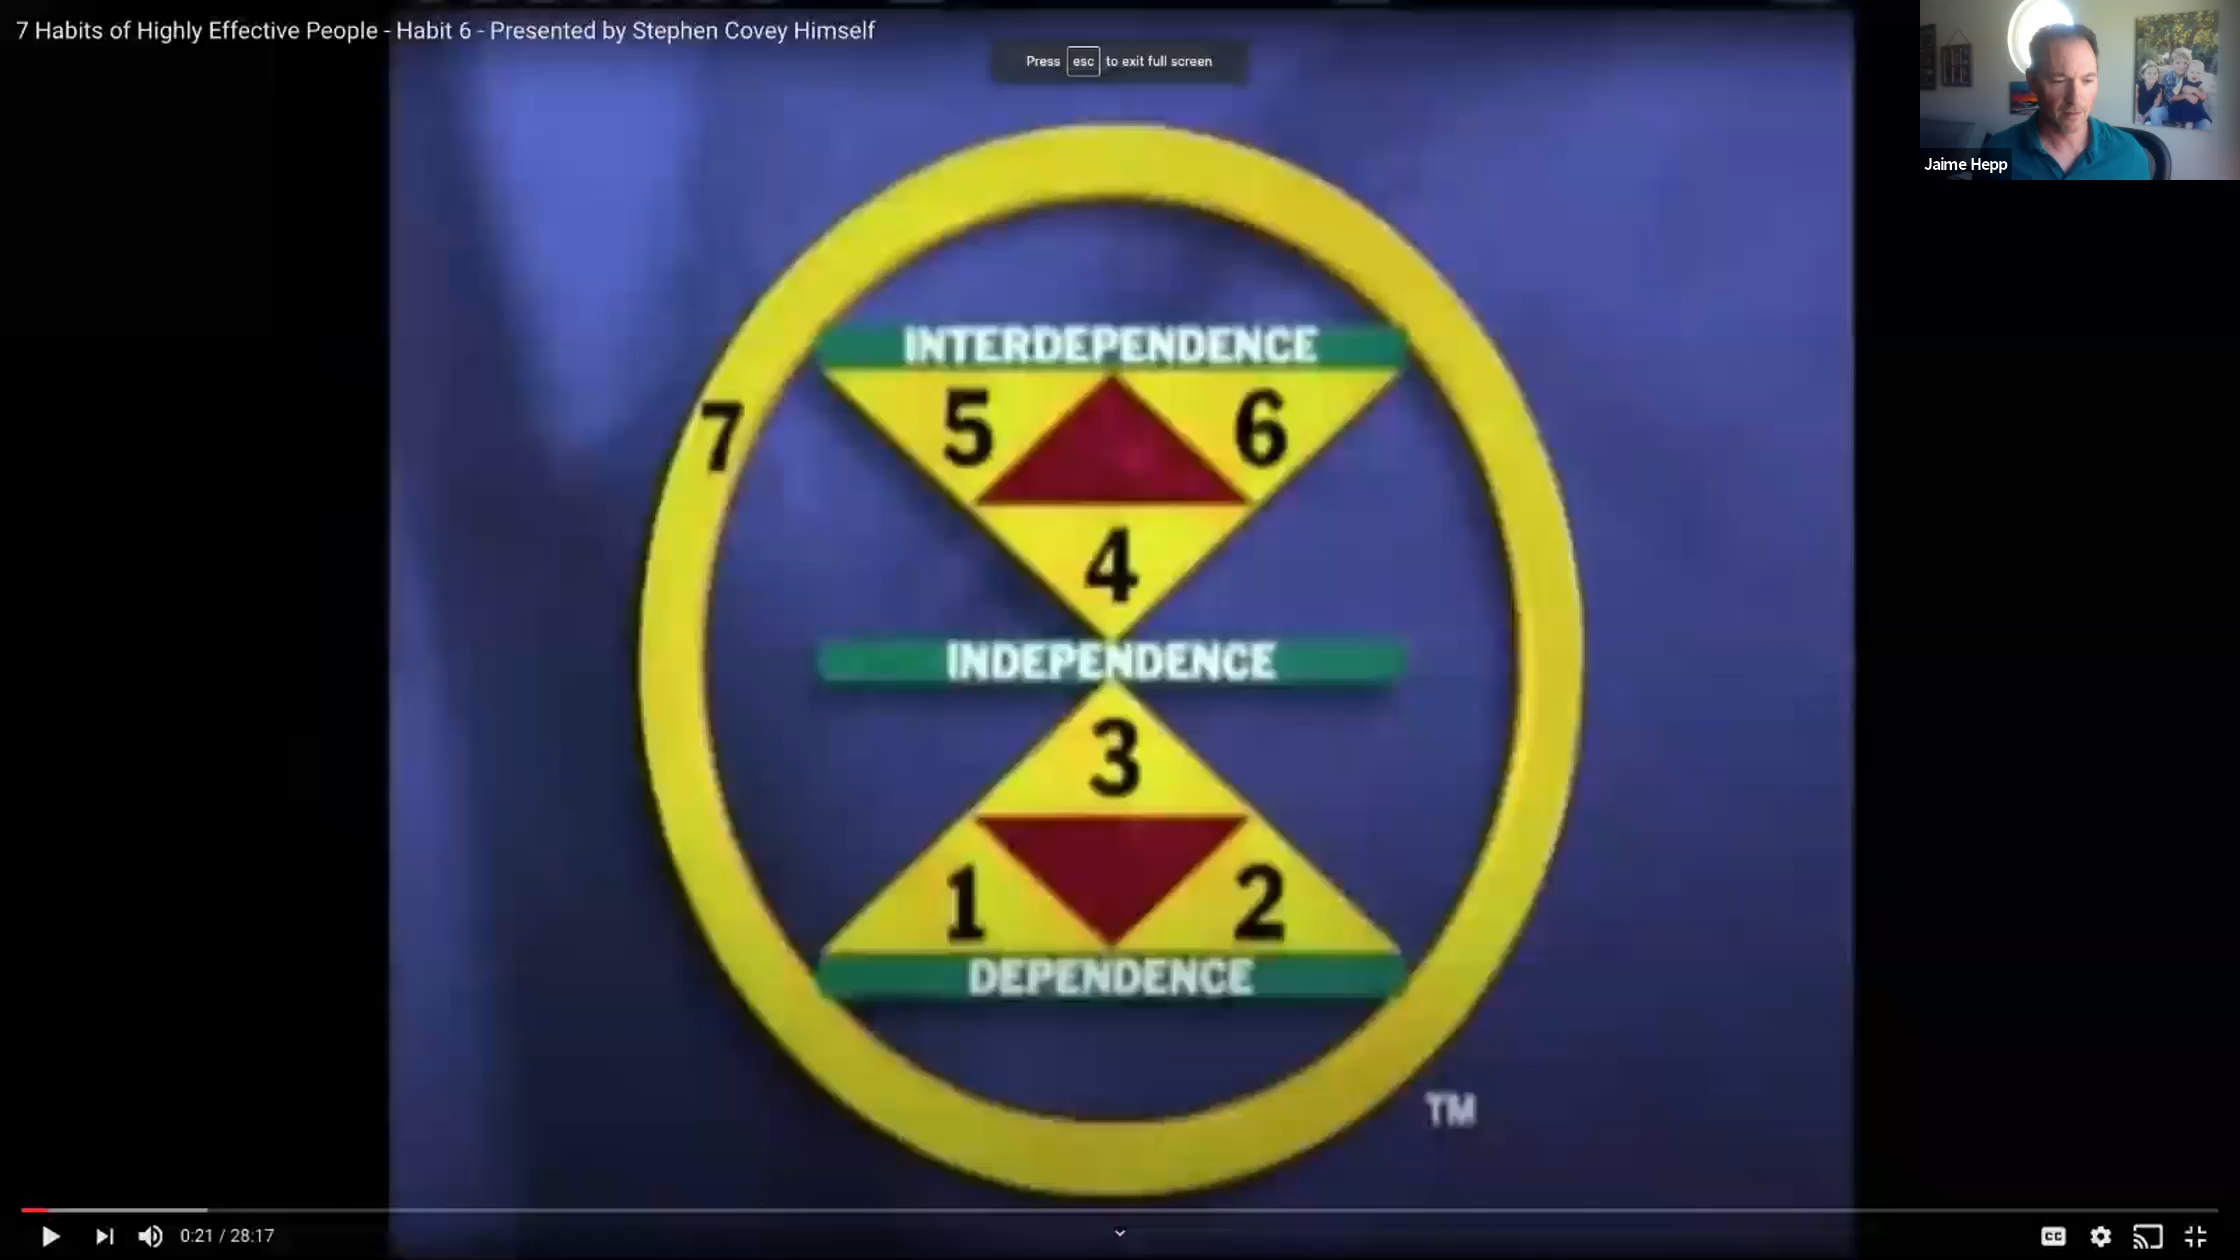 7 Habits of Highly Effective People - Habit 6 - Presented by Stephen Covey Himself
Press esc to exit full screen
Jaime Hepp
INTERDEPENDENCE
5 6
7
4
INDEPENDENCE
3
1 2
DEPENDENCE
TM
0:21 / 28:17
CC